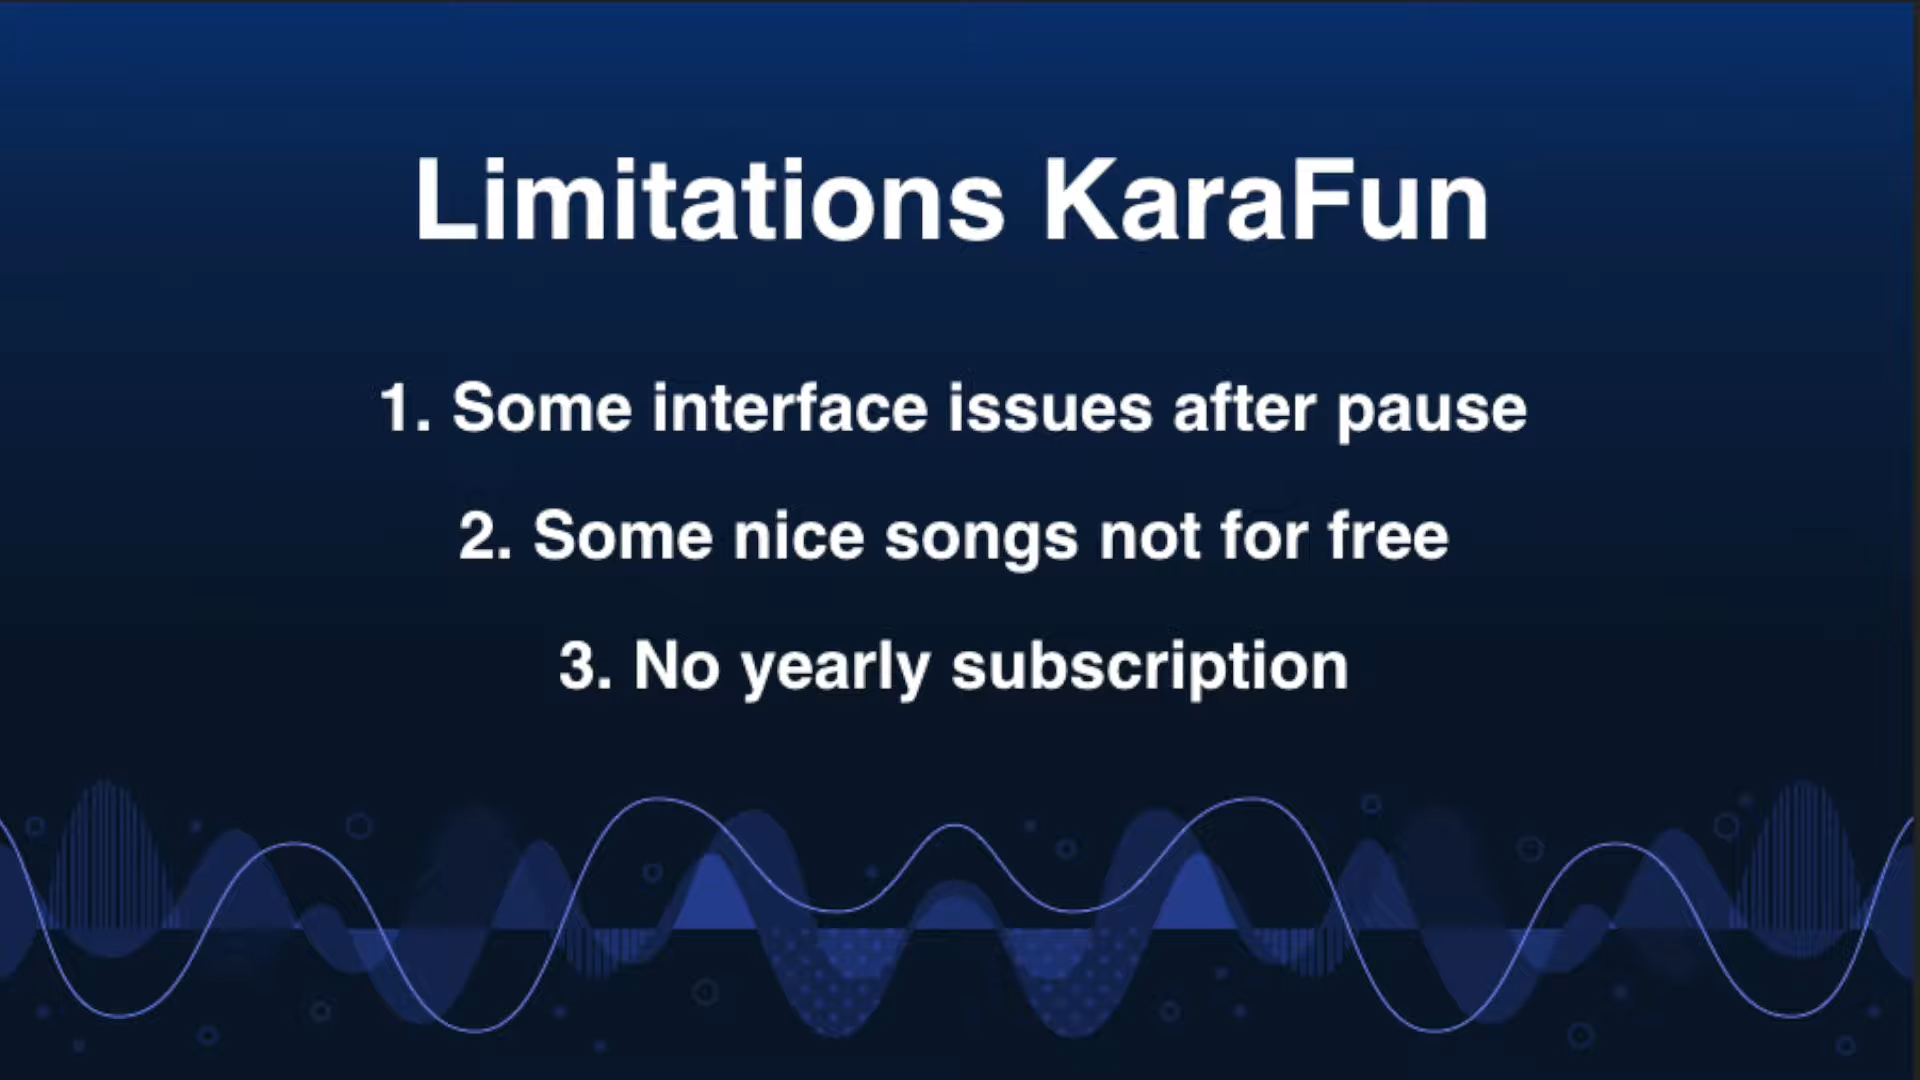 Limitations KaraFun
1. Some interface issues after pause
2. Some nice songs not for free
3. No yearly subscription